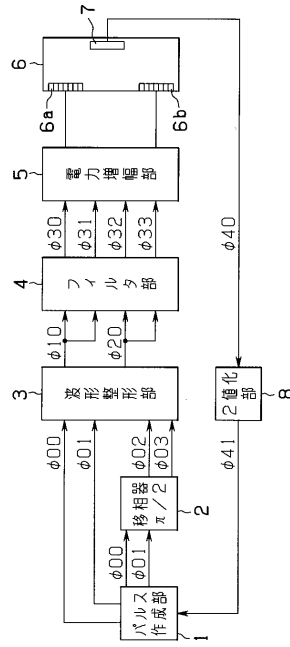 パルス
作成部
1
φ00
φ01
移相器
π/2
2
φ00
φ01
φ02
φ03
3
波形整形部
φ10
φ20
4
フィルタ部
φ30
φ31
φ32
φ33
5
電力増幅部
6
6a
6b
7
φ40
2値化
部
8
φ41